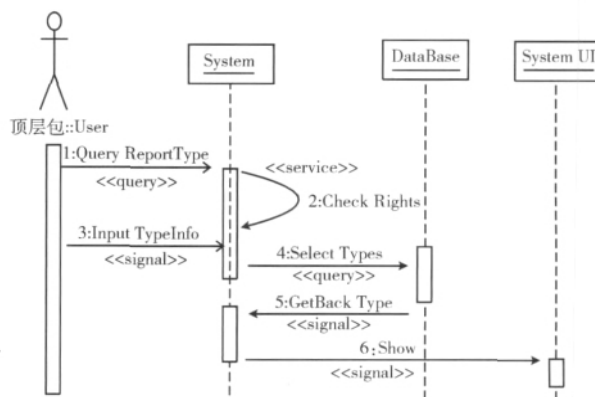 System
DataBase
System UI
顶层包::User
1:Query ReportType
<<query>>
<<service>>
2:Check Rights
3:Input TypeInfo
<<signal>>
4:Select Types
<<query>>
5:GetBack Type
<<signal>>
6:Show
<<signal>>